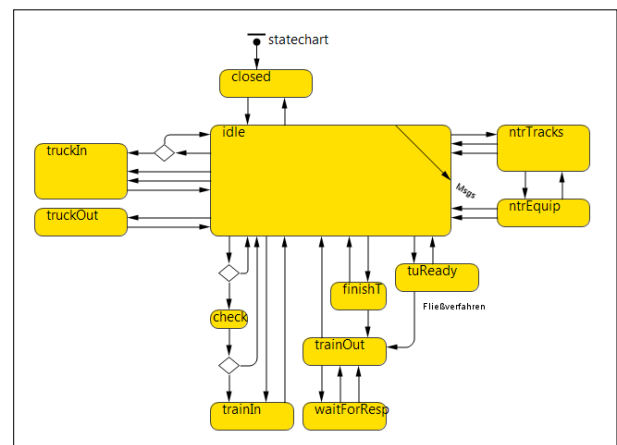 statechart
closed
idle
truckIn
ntrTracks
Msgs
truckOut
ntrEquip
tuReady
finishT
Fließverfahren
check
trainOut
trainIn
waitForResp